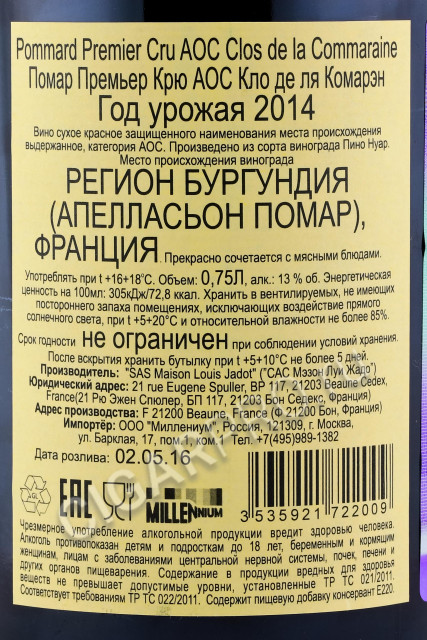 Pommard Premier Cru AOC Clos de la Commaraine
Помар Премьер Крю АОС Кло де ля Комарэн
Год урожая 2014
Вино сухое красное защищенного наименования места происхождения
выдержанное, категория АОС. Произведено из сорта винограда Пино Нуар.
Место происхождения винограда
РЕГИОН БУРГУНДИЯ
(АПЕЛЛАСЬОН ПОМАР),
ФРАНЦИЯ. Прекрасно сочетается с мясными блюдами.
Употреблять при t +16+18°С. Объем: 0,75Л, алк.: 13 % об. Энергетическая
ценность на 100мл: 305кДж/72,8 ккал. Хранить в вентилируемых, не имеющих
постороннего запаха помещениях, исключающих воздействие прямого
солнечного света, при t +5+20°С и относительной влажности не более 85%.
Срок годности не ограничен при соблюдении условий хранения.
После вскрытия хранить бутылку при t +5+10°С не более 5 дней.
Производитель: "SAS Maison Louis Jadot" ("САС Мэзо Луи Жадо")
Юридический адрес: 21 rue Eugene Spuller, BP 117, 21203 Beaune Cedex,
France(21 Рю Эжен Спюлер, БП 117, 21200 Бон Седекс, Франция)
Адрес производства: F 21200 Beaune, France (Ф 21200 Бон, Франция)
Импортёр: ООО "Миллениум", Россия, 121309, г. Москва,
ул. Барклая, 17, пом. 1, ком. 1 Тел. +7(495)989-1382
Дата розлива: 02.05.16
GL
EAC
MILLENNIUM
3 535921 722009
Чрезмерное употребление алкогольной продукции вредит здоровью человека.
Алкоголь противопоказан детям и подросткам до 18 лет, беременным и кормящим
женщинам, лицам с заболеваниями центральной нервной системы, почек, печени и
других органов пищеварения. Содержание в продукции вредных для здоровья
веществ не превышает допустимые уровни, установленные ТР ТС 021/2011.
Соответствует требованиям ТР ТС 022/2011. Содержит пищевую добавку консервант Е220.